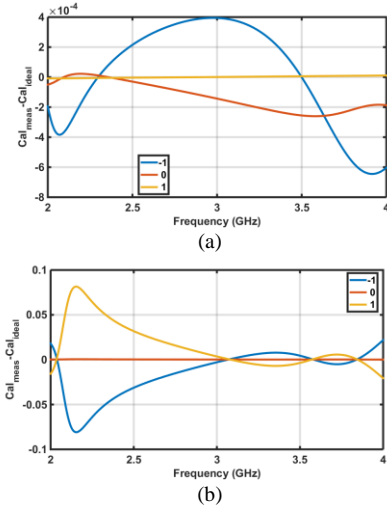 ×10⁻⁴
4
2
0
-2
-4
-6
-8
Cal_meas-Cal_ideal
-1
0
1
2 2.5 3 3.5 4
Frequency (GHz)
(a)
0.1
0.05
0
-0.05
-0.1
Cal_meas-Cal_ideal
-1
0
1
2 2.5 3 3.5 4
Frequency (GHz)
(b)